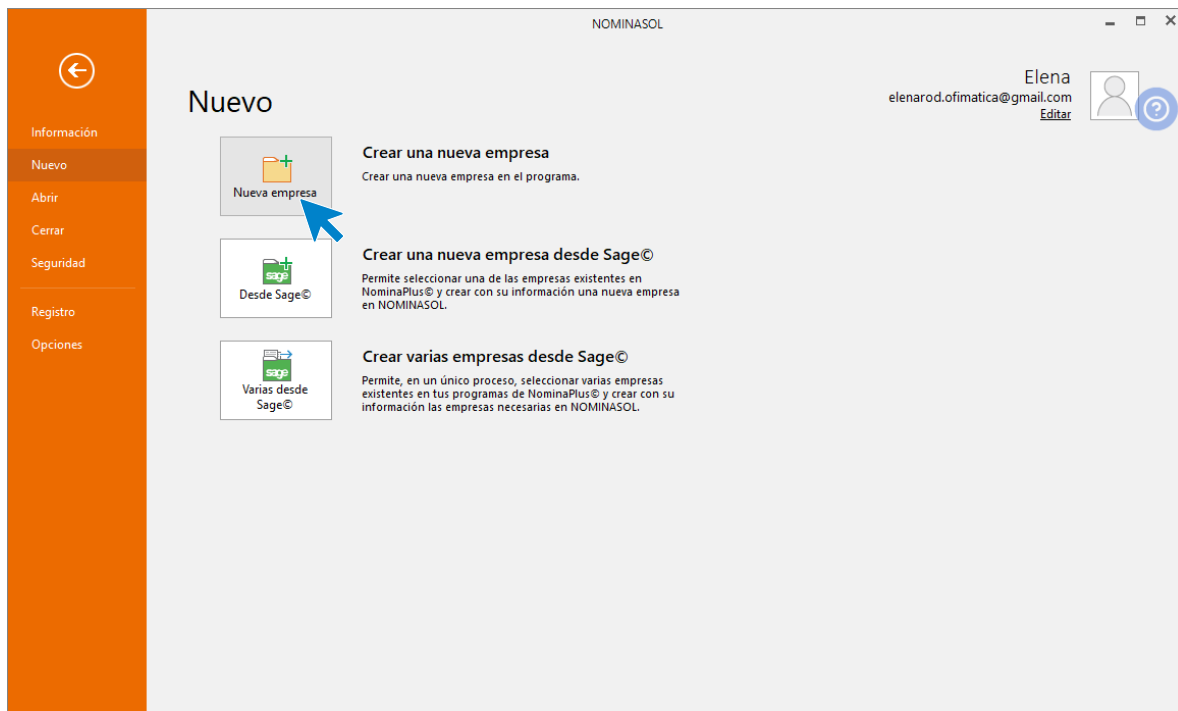 NOMINASOL
Elena
elenarod.ofimatica@gmail.com
Editar
Información
Nuevo
Abrir
Cerrar
Seguridad
Registro
Opciones
Nuevo
Nueva empresa
Crear una nueva empresa
Crear una nueva empresa en el programa.
sage
Desde Sage©
Crear una nueva empresa desde Sage©
Permite seleccionar una de las empresas existentes en
NominaPlus© y crear con su información una nueva empresa
en NOMINASOL.
sage
Varias desde
Sage©
Crear varias empresas desde Sage©
Permite, en un único proceso, seleccionar varias empresas
existentes en tus programas de NominaPlus© y crear con su
información las empresas necesarias en NOMINASOL.